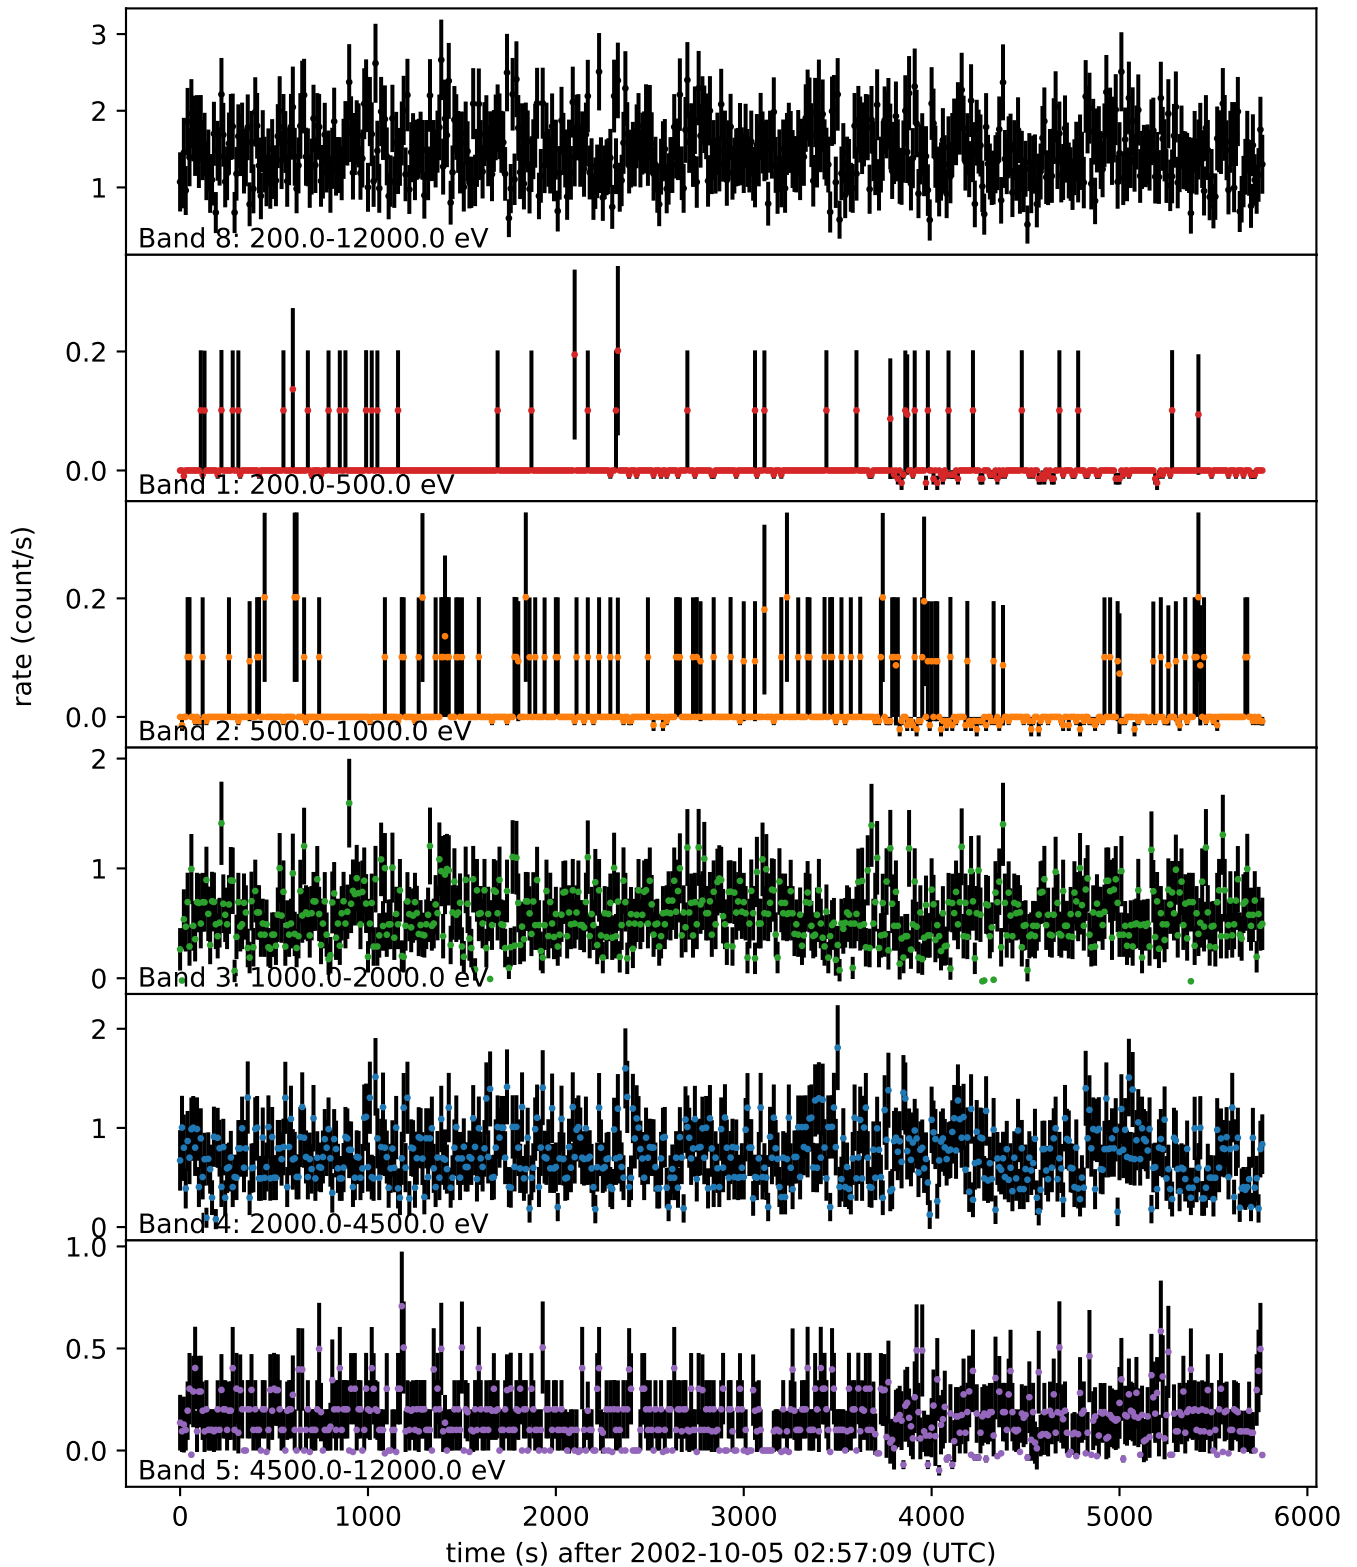 3
2
1
Band 8: 200.0-12000.0 eV
0.2
0.0
Band 1: 200.0-500.0 eV
rate (count/s)
0.2
0.0
Band 2: 500.0-1000.0 eV
2
1
0
Band 3: 1000.0-2000.0 eV
2
1
0
Band 4: 2000.0-4500.0 eV
1.0
0.5
0.0
Band 5: 4500.0-12000.0 eV
0 1000 2000 3000 4000 5000 6000
time (s) after 2002-10-05 02:57:09 (UTC)